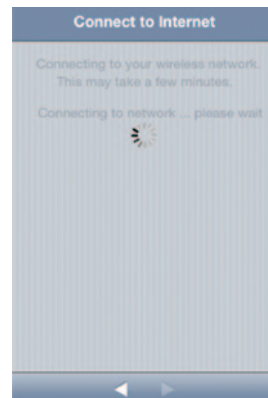 Connect to Internet
Connecting to your wireless network.
This may take a few minutes.
Connecting to network ... please wait